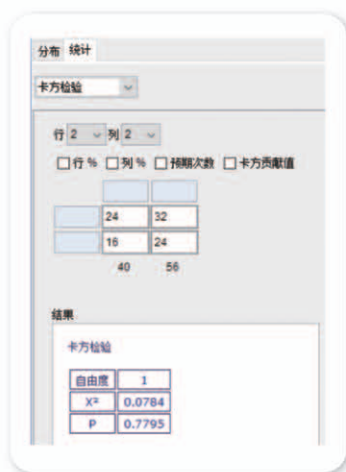 分布 统计
卡方检验
行 2 列 2
行 % 列 % 预期次数 卡方贡献值
24 32
16 24
40 56
结果
卡方检验
自由度 1
X² 0.0784
P 0.7795